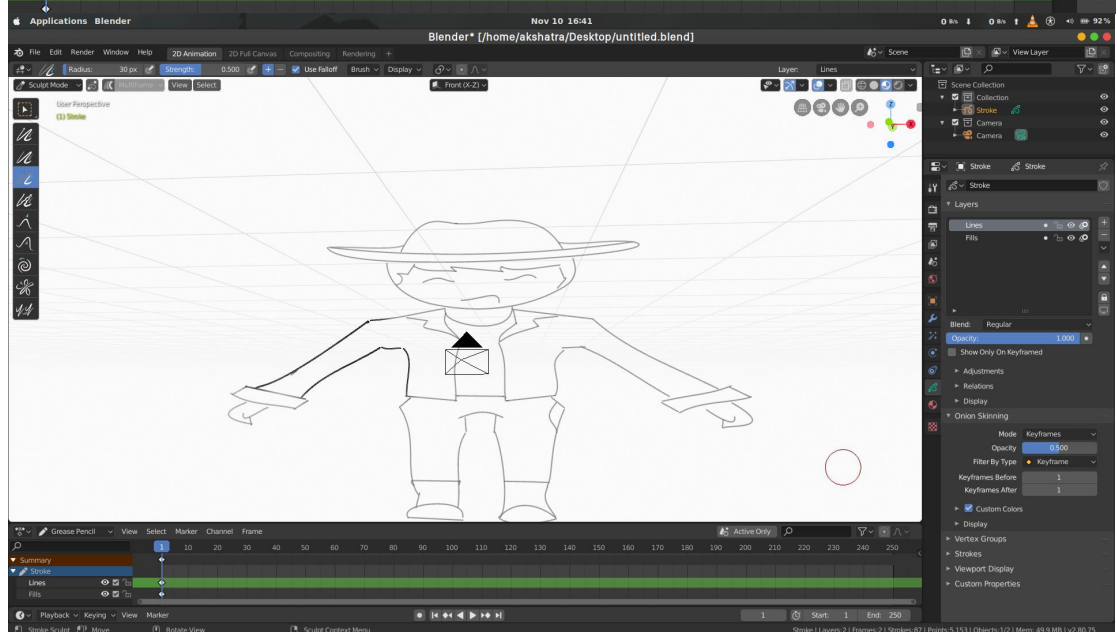 Applications Blender Nov 10 16:41 0 B/s 0 B/s 92%
Blender* [/home/akshatra/Desktop/untitled.blend]
File Edit Render Window Help 2D Animation 2D Full Canvas Compositing Rendering + Scene View Layer
Radius: 30 px Strength: 0.500 Use Falloff Brush Display Layer: Lines
Sculpt Mode View Select Front (X-Z)
Scene Collection
Collection
Stroke
Camera
Camera
User Perspective
(1) Stroke
Z
X
Y
Stroke Stroke
Stroke
Layers
Lines
Fills
Blend: Regular
Opacity: 1.000
Show Only On Keyframed
Adjustments
Relations
Display
Onion Skinning
Mode Keyframes
Opacity 0.500
Filter By Type Keyframe
Keyframes Before 1
Keyframes After 1
Custom Colors
Display
Vertex Groups
Strokes
Viewport Display
Custom Properties
Grease Pencil View Select Marker Channel Frame Active Only
1 10 20 30 40 50 60 70 80 90 100 110 120 130 140 150 160 170 180 190 200 210 220 230 240 250
Summary
Stroke
Lines
Fills
Playback Keying View Marker 1 Start: 1 End: 250
Stroke Sculpt Move Rotate View Sculpt Context Menu Stroke | Layers:2 | Frames:2 | Strokes:87 | Points:5,153 | Objects:1/2 | Mem: 49.9 MB | v2.80.75